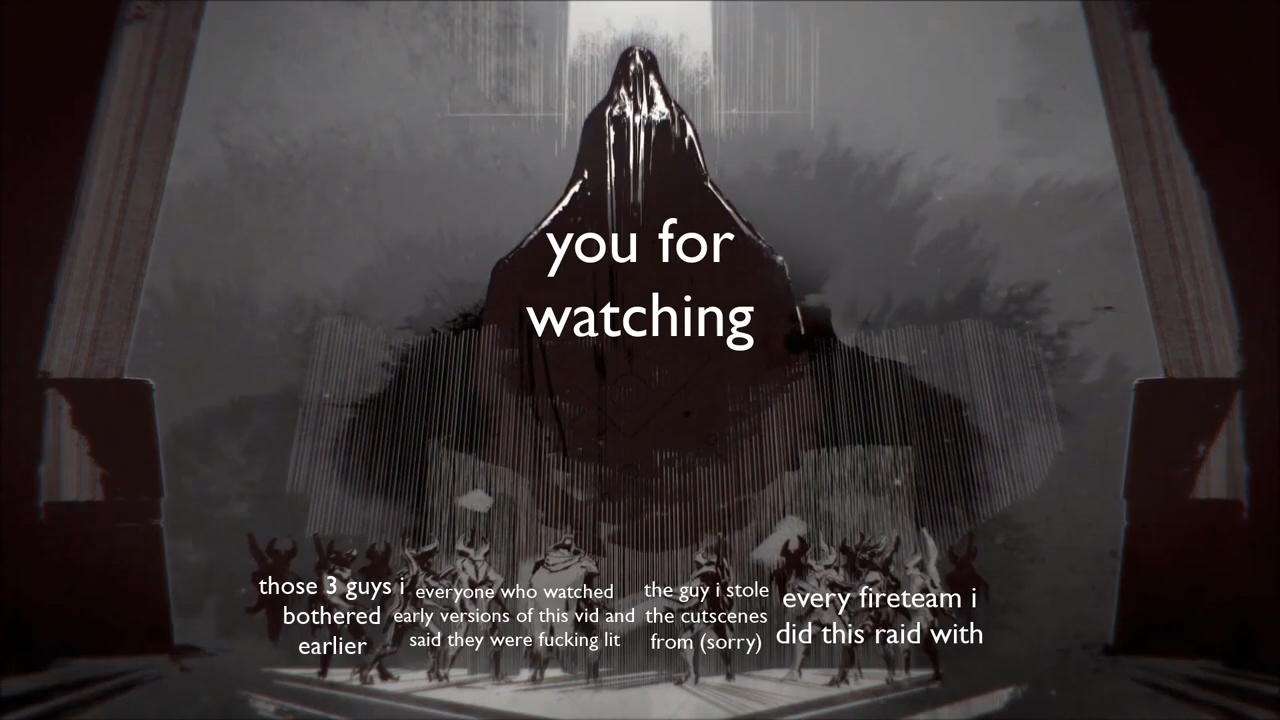 you for
watching
those 3 guys i
bothered
earlier
everyone who watched
early versions of this vid and
said they were fucking lit
the guy i stole
the cutscenes
from (sorry)
every fireteam i
did this raid with